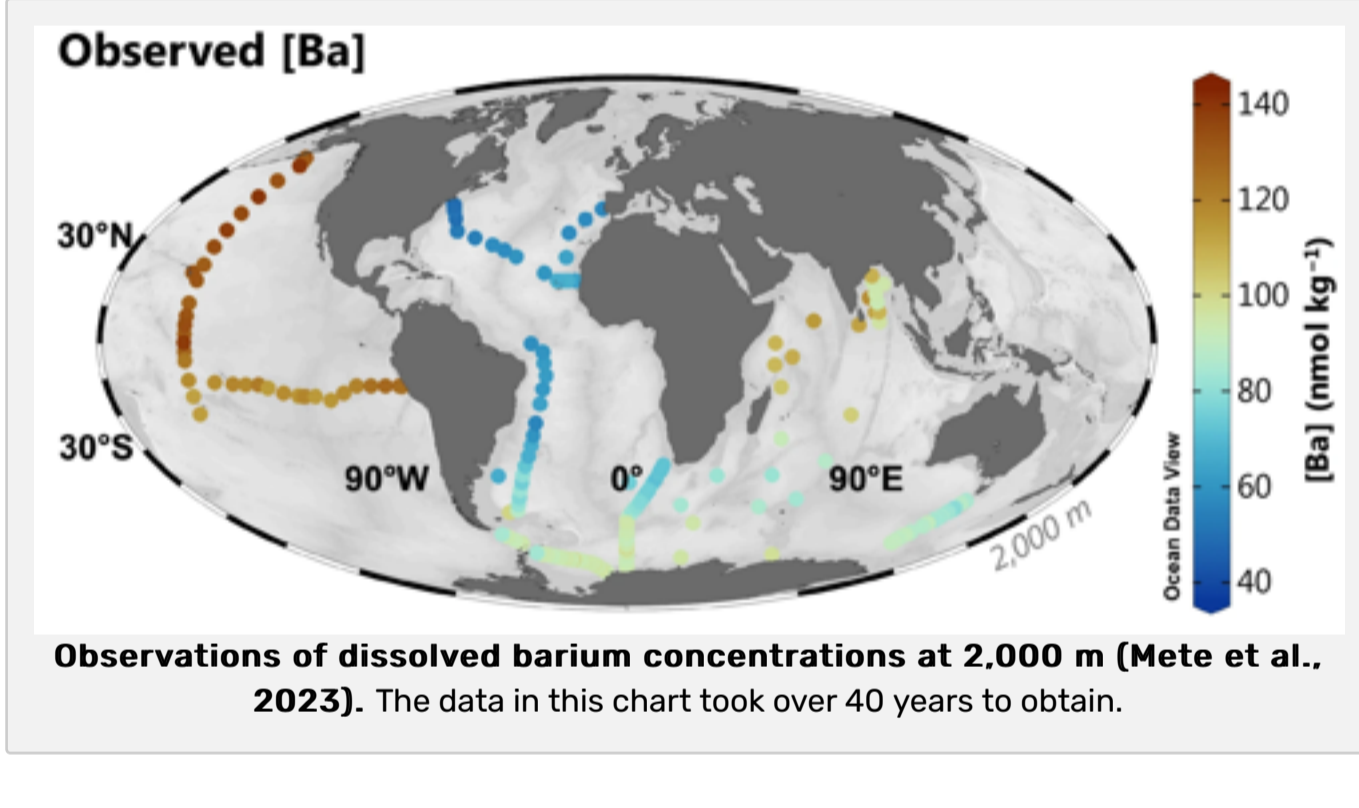 Observed [Ba]
140
120
100
80
60
40
[Ba] (nmol kg⁻¹)
30°N
30°S
90°W
0°
90°E
2,000 m
Ocean Data View
Observations of dissolved barium concentrations at 2,000 m (Mete et al.,
2023). The data in this chart took over 40 years to obtain.